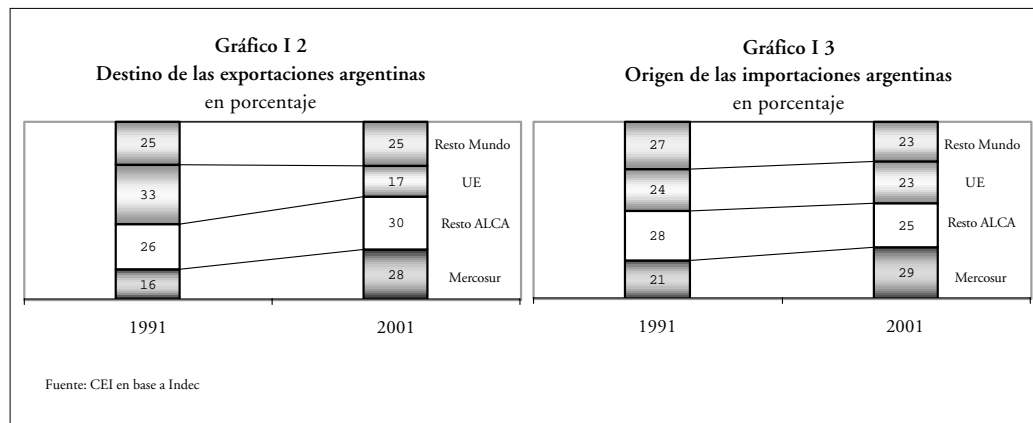 Gráfico I 2
Destino de las exportaciones argentinas
en porcentaje
25
33
26
16
25
17
30
28
Resto Mundo
UE
Resto ALCA
Mercosur
1991
2001
Gráfico I 3
Origen de las importaciones argentinas
en porcentaje
27
24
28
21
23
23
25
29
Resto Mundo
UE
Resto ALCA
Mercosur
1991
2001
Fuente: CEI en base a Indec